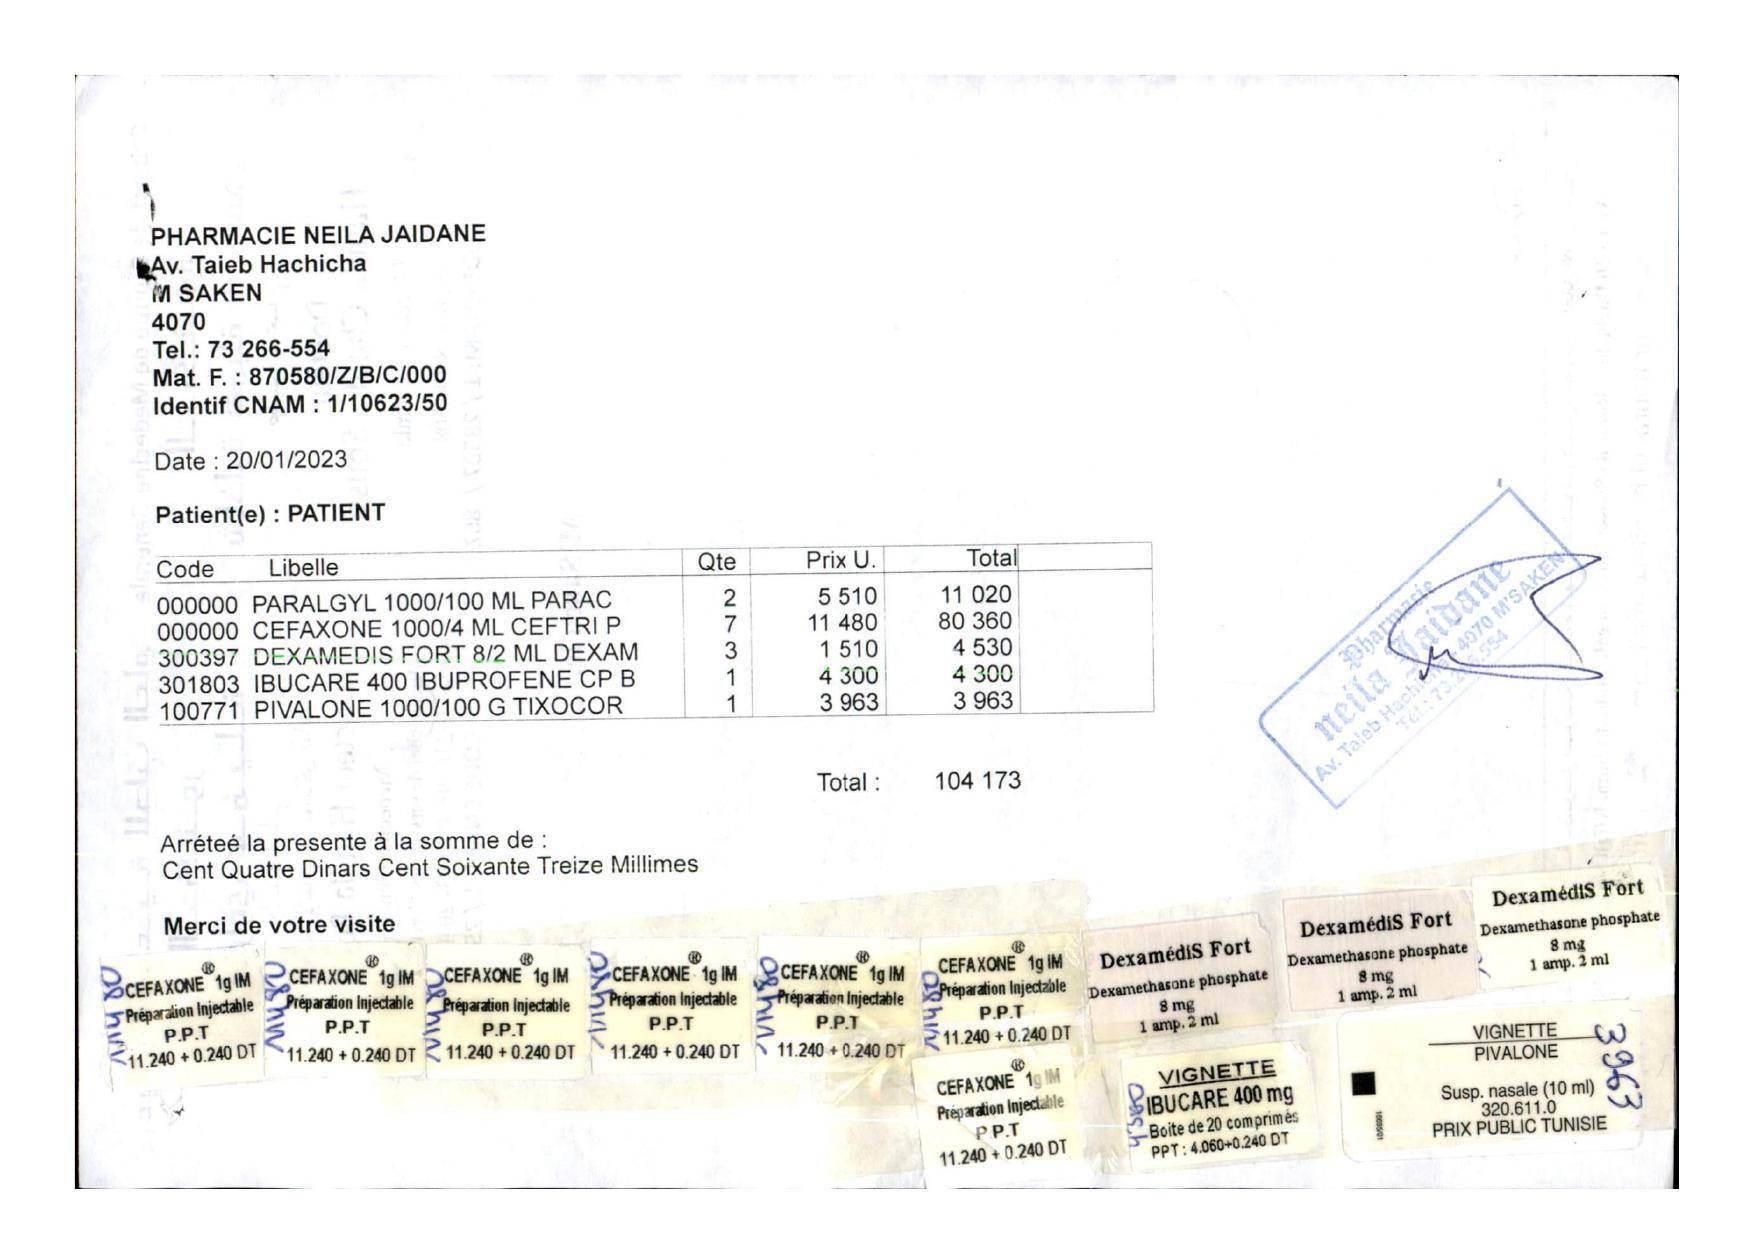 PHARMACIE NEILA JAIDANE
Av. Taieb Hachicha
M SAKEN
4070
Tel.: 73 266-554
Mat. F. : 870580/Z/B/C/000
Identif CNAM : 1/10623/50
Date : 20/01/2023
Patient(e) : PATIENT
Code Libelle Qte Prix U. Total
000000 PARALGYL 1000/100 ML PARAC 2 5 510 11 020
000000 CEFAXONE 1000/4 ML CEFTRI P 7 11 480 80 360
300397 DEXAMEDIS FORT 8/2 ML DEXAM 3 1 510 4 530
301803 IBUCARE 400 IBUPROFENE CP B 1 4 300 4 300
100771 PIVALONE 1000/100 G TIXOCOR 1 3 963 3 963
Total : 104 173
Pharmacie
neila Jaidane
Av. Taieb Hachicha - 4070 M'SAKEN
Tél.: 73 266 554
Arréteé la presente à la somme de :
Cent Quatre Dinars Cent Soixante Treize Millimes
Merci de votre visite
CEFAXONE ® 1g IM
Préparation Injectable
P.P.T
11.240 + 0.240 DT
CEFAXONE ® 1g IM
Préparation Injectable
P.P.T
11.240 + 0.240 DT
CEFAXONE ® 1g IM
Préparation Injectable
P.P.T
11.240 + 0.240 DT
CEFAXONE ® 1g IM
Préparation Injectable
P.P.T
11.240 + 0.240 DT
CEFAXONE ® 1g IM
Préparation Injectable
P.P.T
11.240 + 0.240 DT
CEFAXONE ® 1g IM
Préparation Injectable
P.P.T
11.240 + 0.240 DT
DexamédiS Fort
Dexamethasone phosphate
8 mg
1 amp. 2 ml
DexamédiS Fort
Dexamethasone phosphate
8 mg
1 amp. 2 ml
DexamédiS Fort
Dexamethasone phosphate
8 mg
1 amp. 2 ml
CEFAXONE ® 1g IM
Préparation Injectable
P.P.T
11.240 + 0.240 DT
VIGNETTE
IBUCARE 400 mg
Boite de 20 comprimés
PPT : 4.060+0.240 DT
VIGNETTE
PIVALONE
Susp. nasale (10 ml)
320.611.0
PRIX PUBLIC TUNISIE
3963